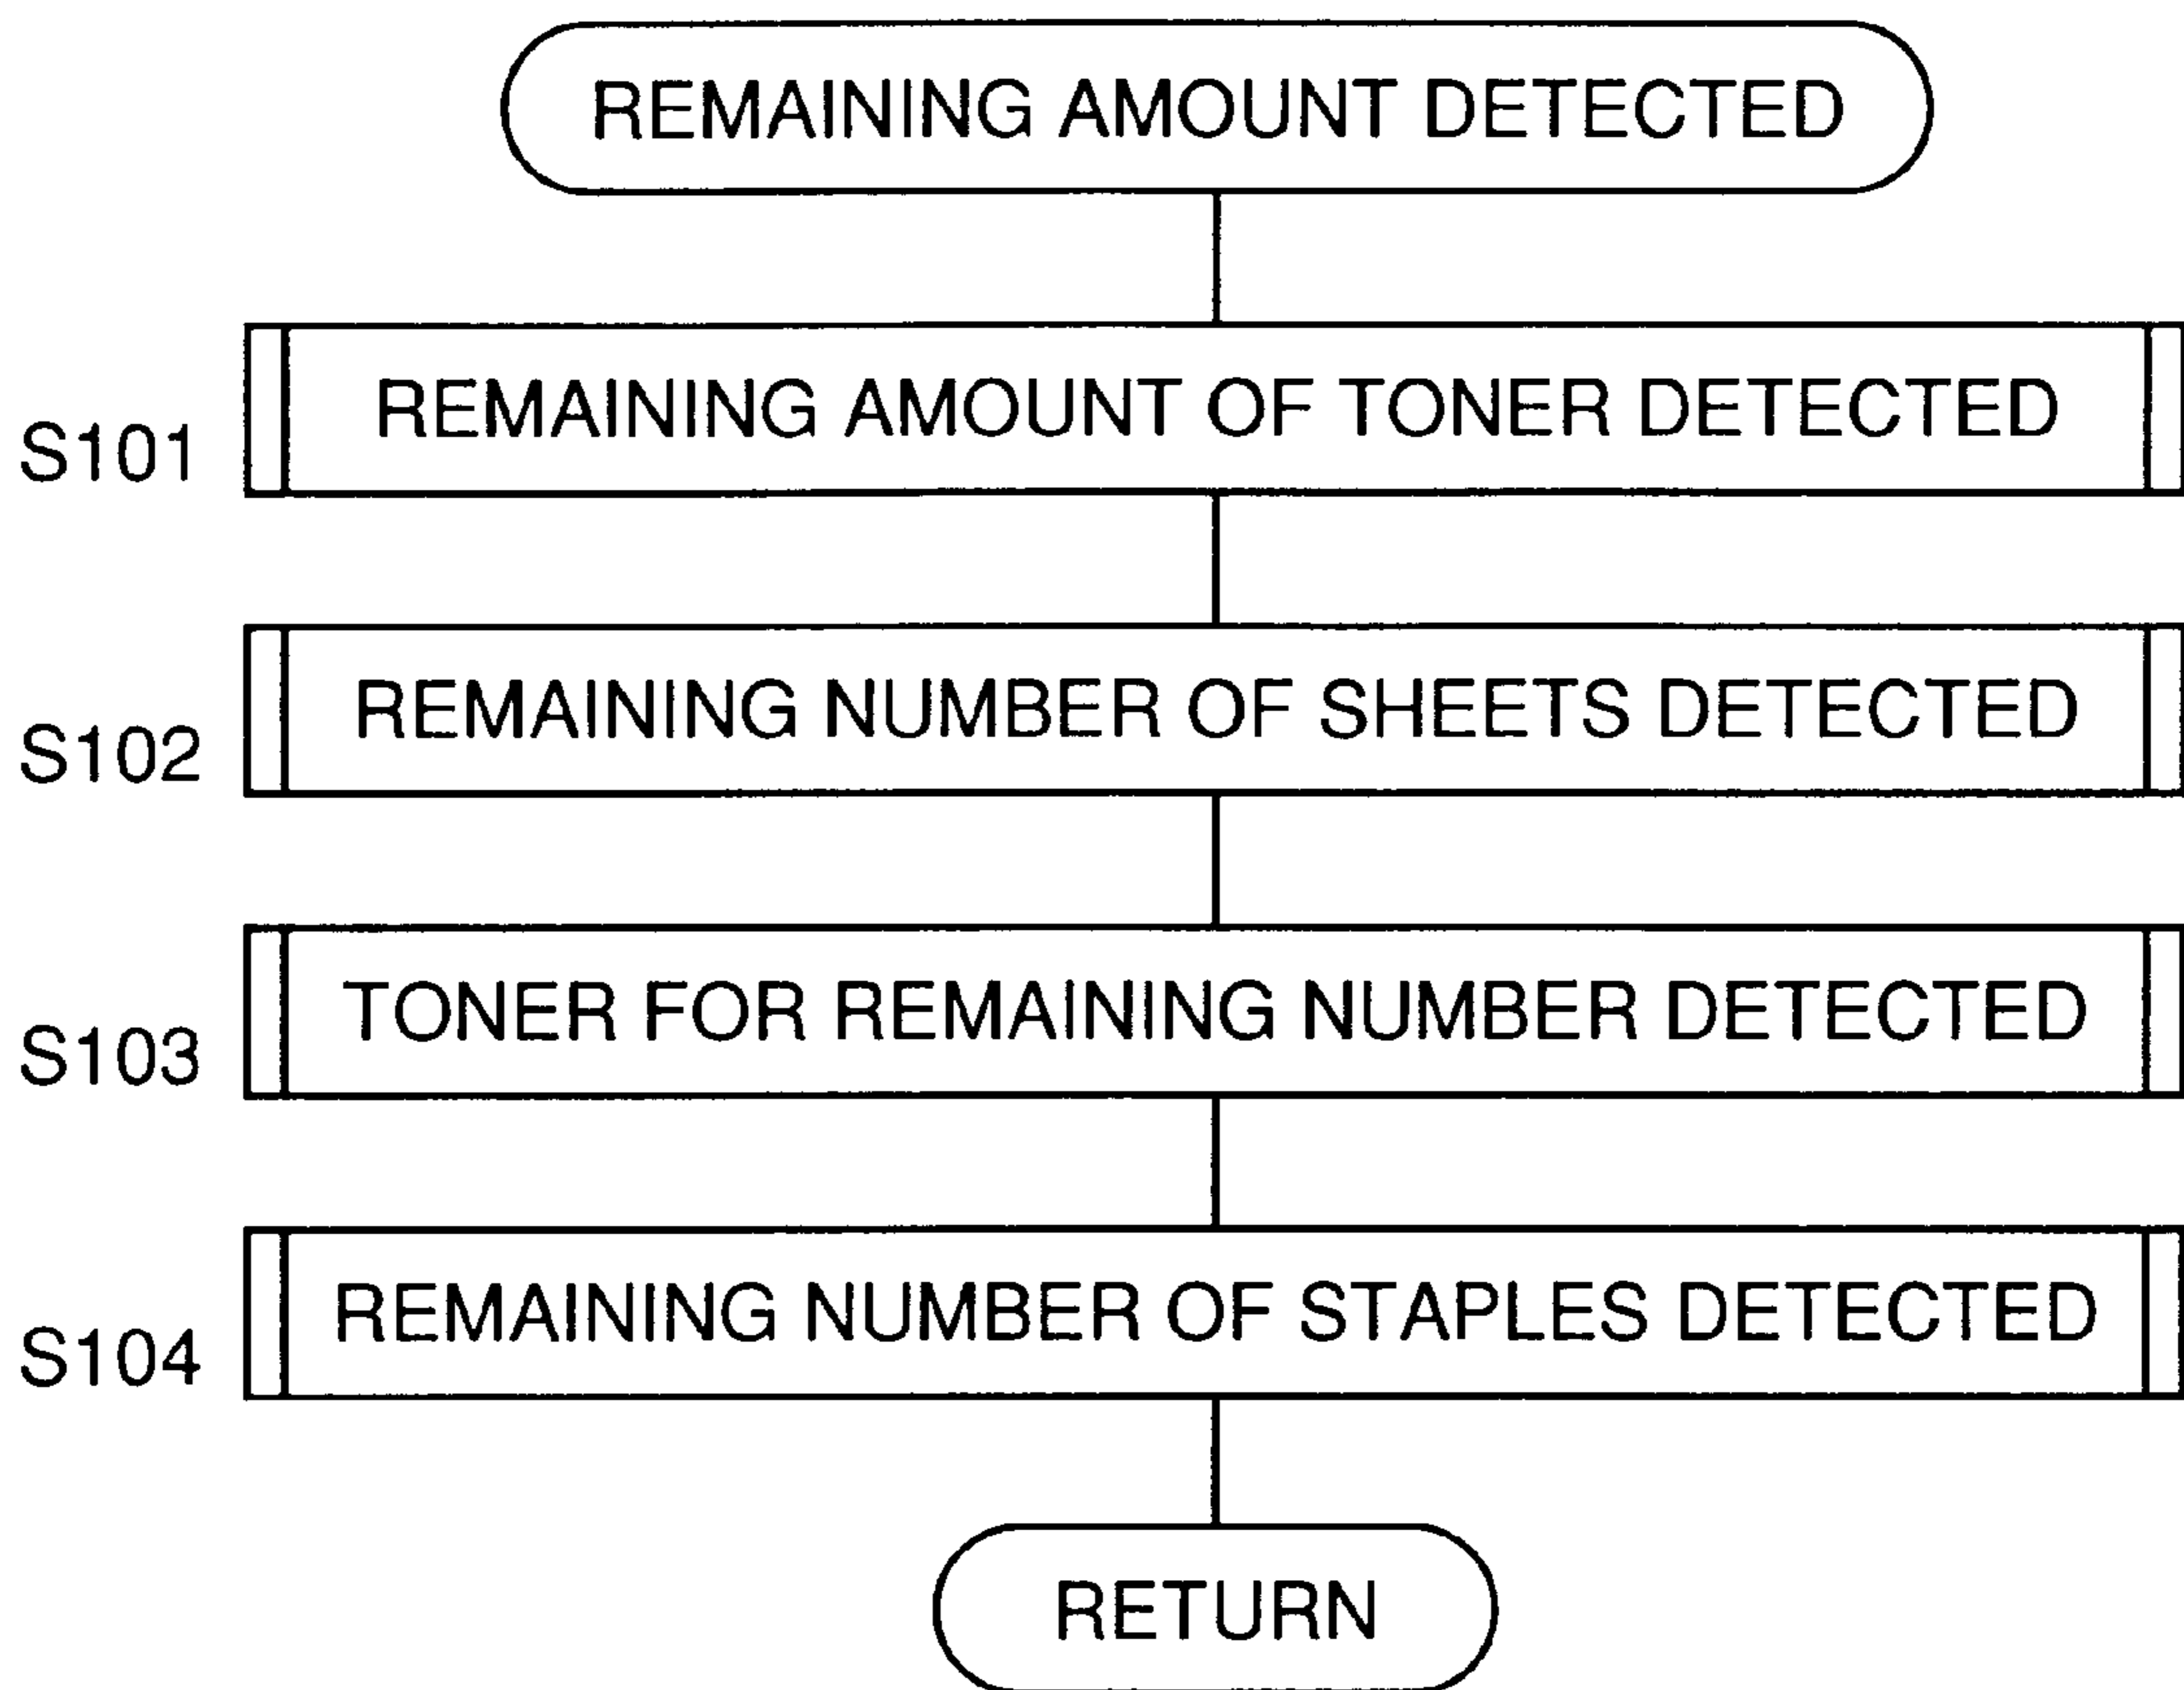 REMAINING AMOUNT DETECTED
S101 REMAINING AMOUNT OF TONER DETECTED
S102 REMAINING NUMBER OF SHEETS DETECTED
S103 TONER FOR REMAINING NUMBER DETECTED
S104 REMAINING NUMBER OF STAPLES DETECTED
RETURN